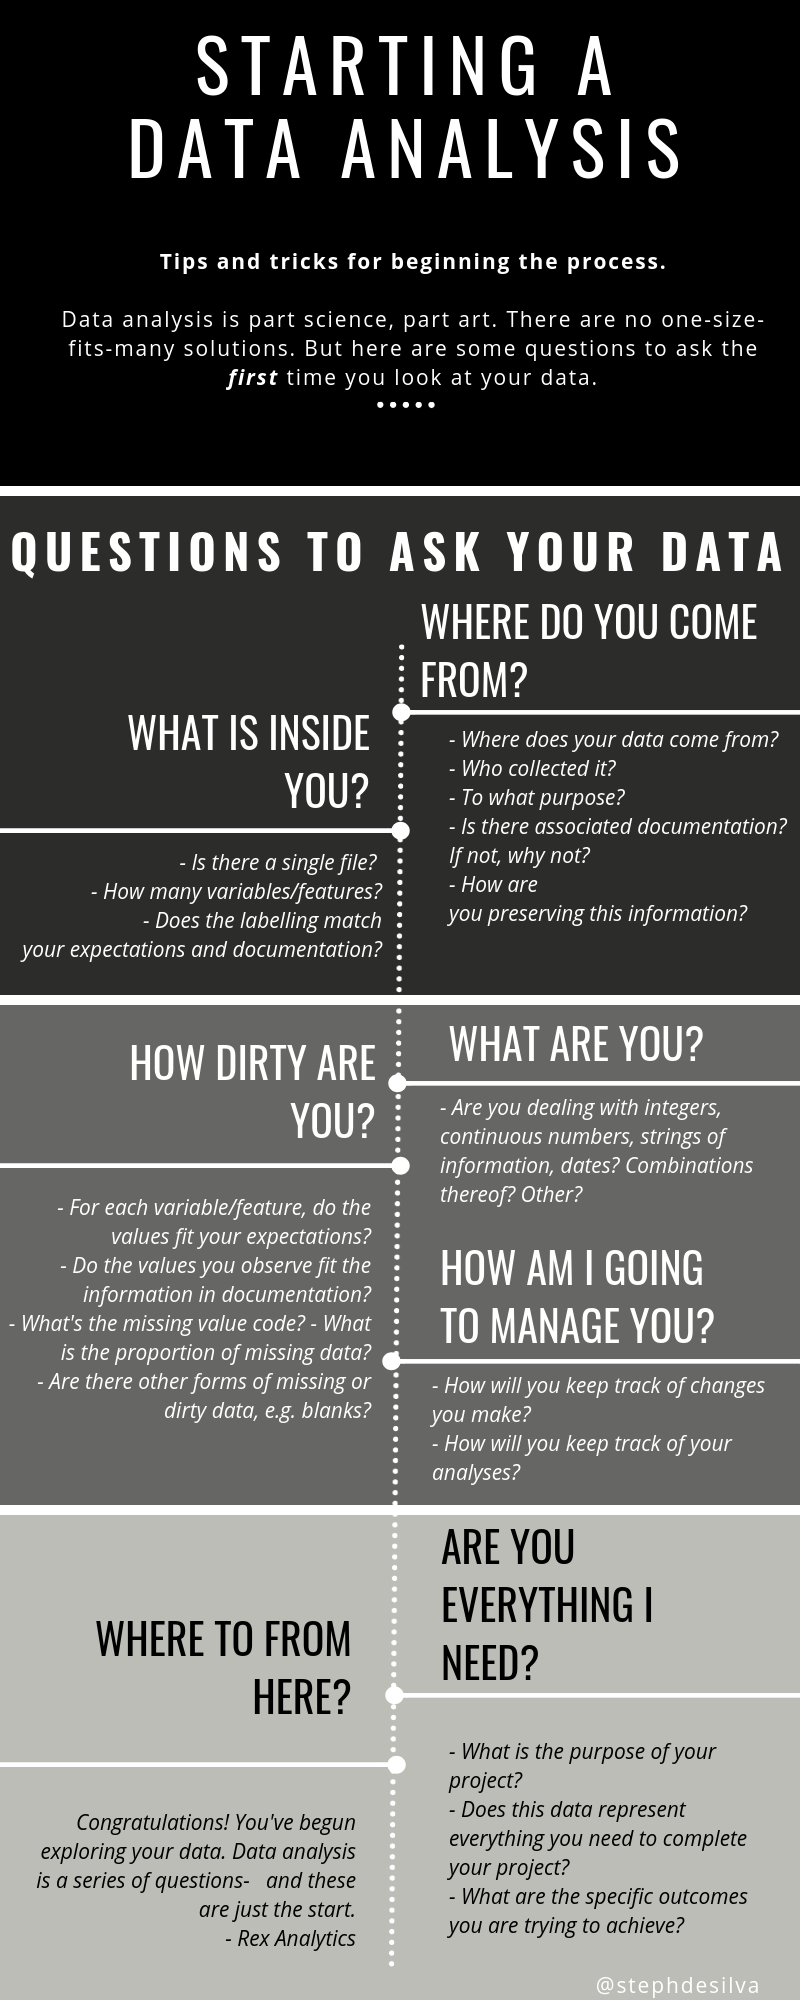 STARTING A
DATA ANALYSIS
Tips and tricks for beginning the process.
Data analysis is part science, part art. There are no one-size-
fits-many solutions. But here are some questions to ask the
first time you look at your data.
QUESTIONS TO ASK YOUR DATA
WHERE DO YOU COME
FROM?
- Where does your data come from?
- Who collected it?
- To what purpose?
- Is there associated documentation?
If not, why not?
- How are
you preserving this information?
WHAT IS INSIDE
YOU?
- Is there a single file?
- How many variables/features?
- Does the labelling match
your expectations and documentation?
WHAT ARE YOU?
- Are you dealing with integers,
continuous numbers, strings of
information, dates? Combinations
thereof? Other?
HOW DIRTY ARE
YOU?
- For each variable/feature, do the
values fit your expectations?
- Do the values you observe fit the
information in documentation?
- What's the missing value code? - What
is the proportion of missing data?
- Are there other forms of missing or
dirty data, e.g. blanks?
HOW AM I GOING
TO MANAGE YOU?
- How will you keep track of changes
you make?
- How will you keep track of your
analyses?
ARE YOU
EVERYTHING I
NEED?
- What is the purpose of your
project?
- Does this data represent
everything you need to complete
your project?
- What are the specific outcomes
you are trying to achieve?
WHERE TO FROM
HERE?
Congratulations! You've begun
exploring your data. Data analysis
is a series of questions-   and these
are just the start.
- Rex Analytics
@stephdesilva